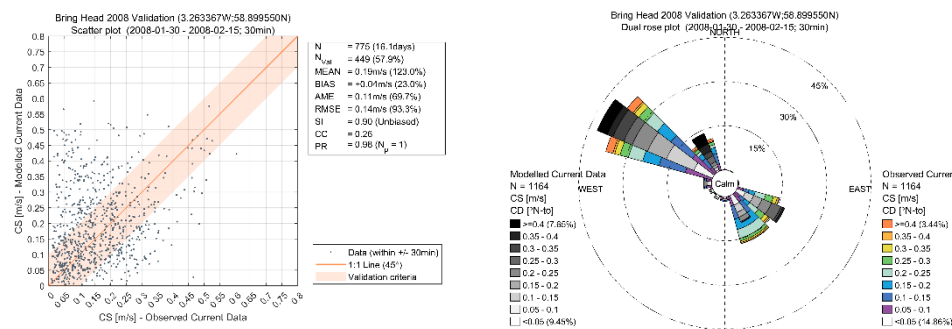 Bring Head 2008 Validation (3.263367W;58.899550N)
Scatter plot (2008-01-30 - 2008-02-15; 30min)
0.8
0.75
0.7
0.65
0.6
0.55
0.5
0.45
0.4
0.35
0.3
0.25
0.2
0.15
0.1
0.05
0
CS [m/s] - Modelled Current Data
0 0.05 0.1 0.15 0.2 0.25 0.3 0.35 0.4 0.45 0.5 0.55 0.6 0.65 0.7 0.75 0.8
CS [m/s] - Observed Current Data
N = 775 (16.1days)
NVal = 449 (57.9%)
MEAN = 0.19m/s (123.0%)
BIAS = +0.04m/s (23.0%)
AME = 0.11m/s (69.7%)
RMSE = 0.14m/s (93.3%)
SI = 0.90 (Unbiased)
CC = 0.26
PR = 0.96 (Np = 1)
Data (within +/- 30min)
1:1 Line (45°)
Validation criteria
Bring Head 2008 Validation (3.263367W;58.899550N)
Dual rose plot (2008-01-30 - 2008-02-15; 30min)
NORTH
45%
30%
15%
Calm
WEST
EAST
Modelled Current Data
N = 1164
CS [m/s]
CD [°N-to]
>=0.4 (7.85%)
0.35 - 0.4
0.3 - 0.35
0.25 - 0.3
0.2 - 0.25
0.15 - 0.2
0.1 - 0.15
0.05 - 0.1
<0.05 (9.45%)
Observed Curren
N = 1164
CS [m/s]
CD [°N-to]
>=0.4 (3.44%)
0.35 - 0.4
0.3 - 0.35
0.25 - 0.3
0.2 - 0.25
0.15 - 0.2
0.1 - 0.15
0.05 - 0.1
<0.05 (14.86%)